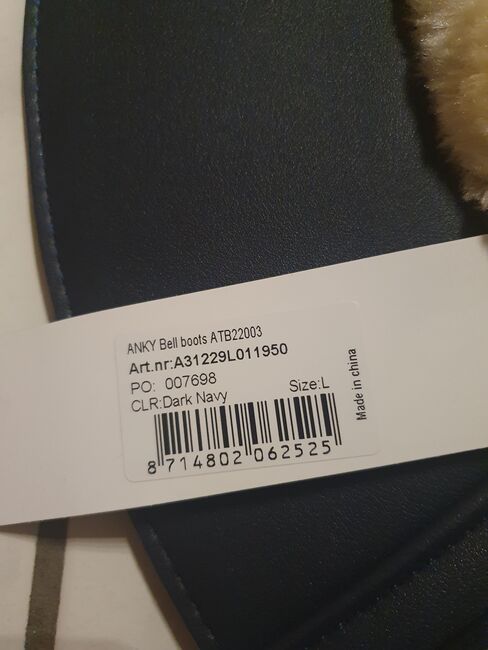 ANKY Bell boots ATB22003
Art.nr:A31229L011950
PO: 007698
CLR:Dark Navy Size:L
Made in china
8 714802 062525